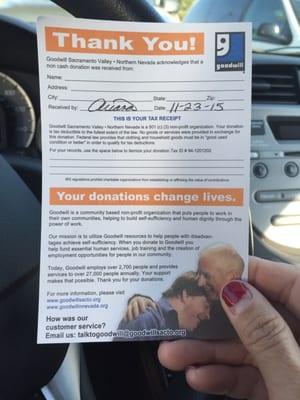 Thank You!
goodwill
Goodwill Sacramento Valley • Northern Nevada acknowledges that a
non cash donation was received from:
Name:
Address:
City: State: Zip:
Received by: Date: 11-23-15
THIS IS YOUR TAX RECEIPT
Goodwill Sacramento Valley • Northern Nevada is a 501 (c) (3) non-profit organization. Your donation
is tax deductible to the fullest extent of the law. No goods or services were provided in exchange for
this donation. Federal law provides that clothing and household goods must be in "good used
condition or better" in order to qualify for tax deductions.
For your records, use the space below to itemize your donation Tax ID #
IRS regulations prohibit charitable organizations from establishing or affirming the value of contributions.
Your donations change lives.
Goodwill is a community based non-profit organization that puts people to work in
their own communities, helping to build self-sufficiency and human dignity through the
power of work.
Our mission is to utilize Goodwill resources to help people with disadvan-
tages achieve self-sufficiency. When you donate to Goodwill you
help fund essential human services, job training and the creation of
employment opportunities for people in our community.
Today, Goodwill employs over 2,700 people and provides
services to over 27,000 people annually. Your support
makes that possible. Thank you for your donations.
For more information, please visit
www.goodwillsacto.org
www.goodwillnevada.org
How was our
customer service?
Email us: talktogoodwill@goodwillsacto.org